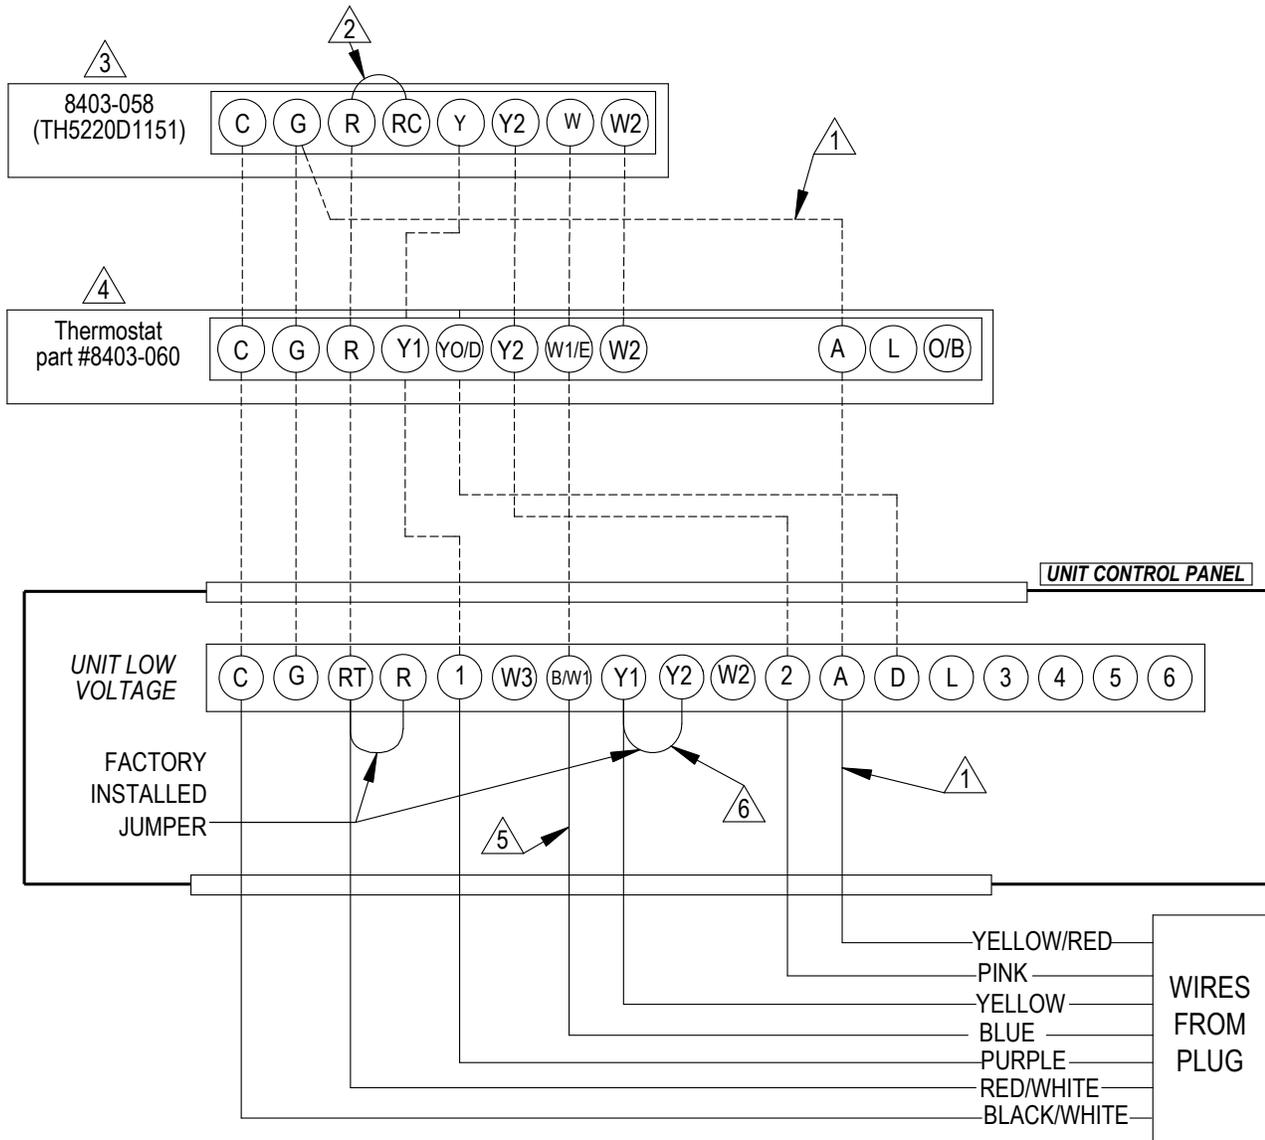 2
3
8403-058
(TH5220D1151)
C G R RC Y Y2 W W2
1
4
Thermostat
part #8403-060
C G R Y1 YO/D Y2 W1/E W2 A L O/B
UNIT CONTROL PANEL
UNIT LOW
VOLTAGE
C G RT R 1 W3 B/W1 Y1 Y2 W2 2 A D L 3 4 5 6
FACTORY
INSTALLED
JUMPER
1
6
5
YELLOW/RED
PINK
YELLOW
BLUE
PURPLE
RED/WHITE
BLACK/WHITE
WIRES
FROM
PLUG